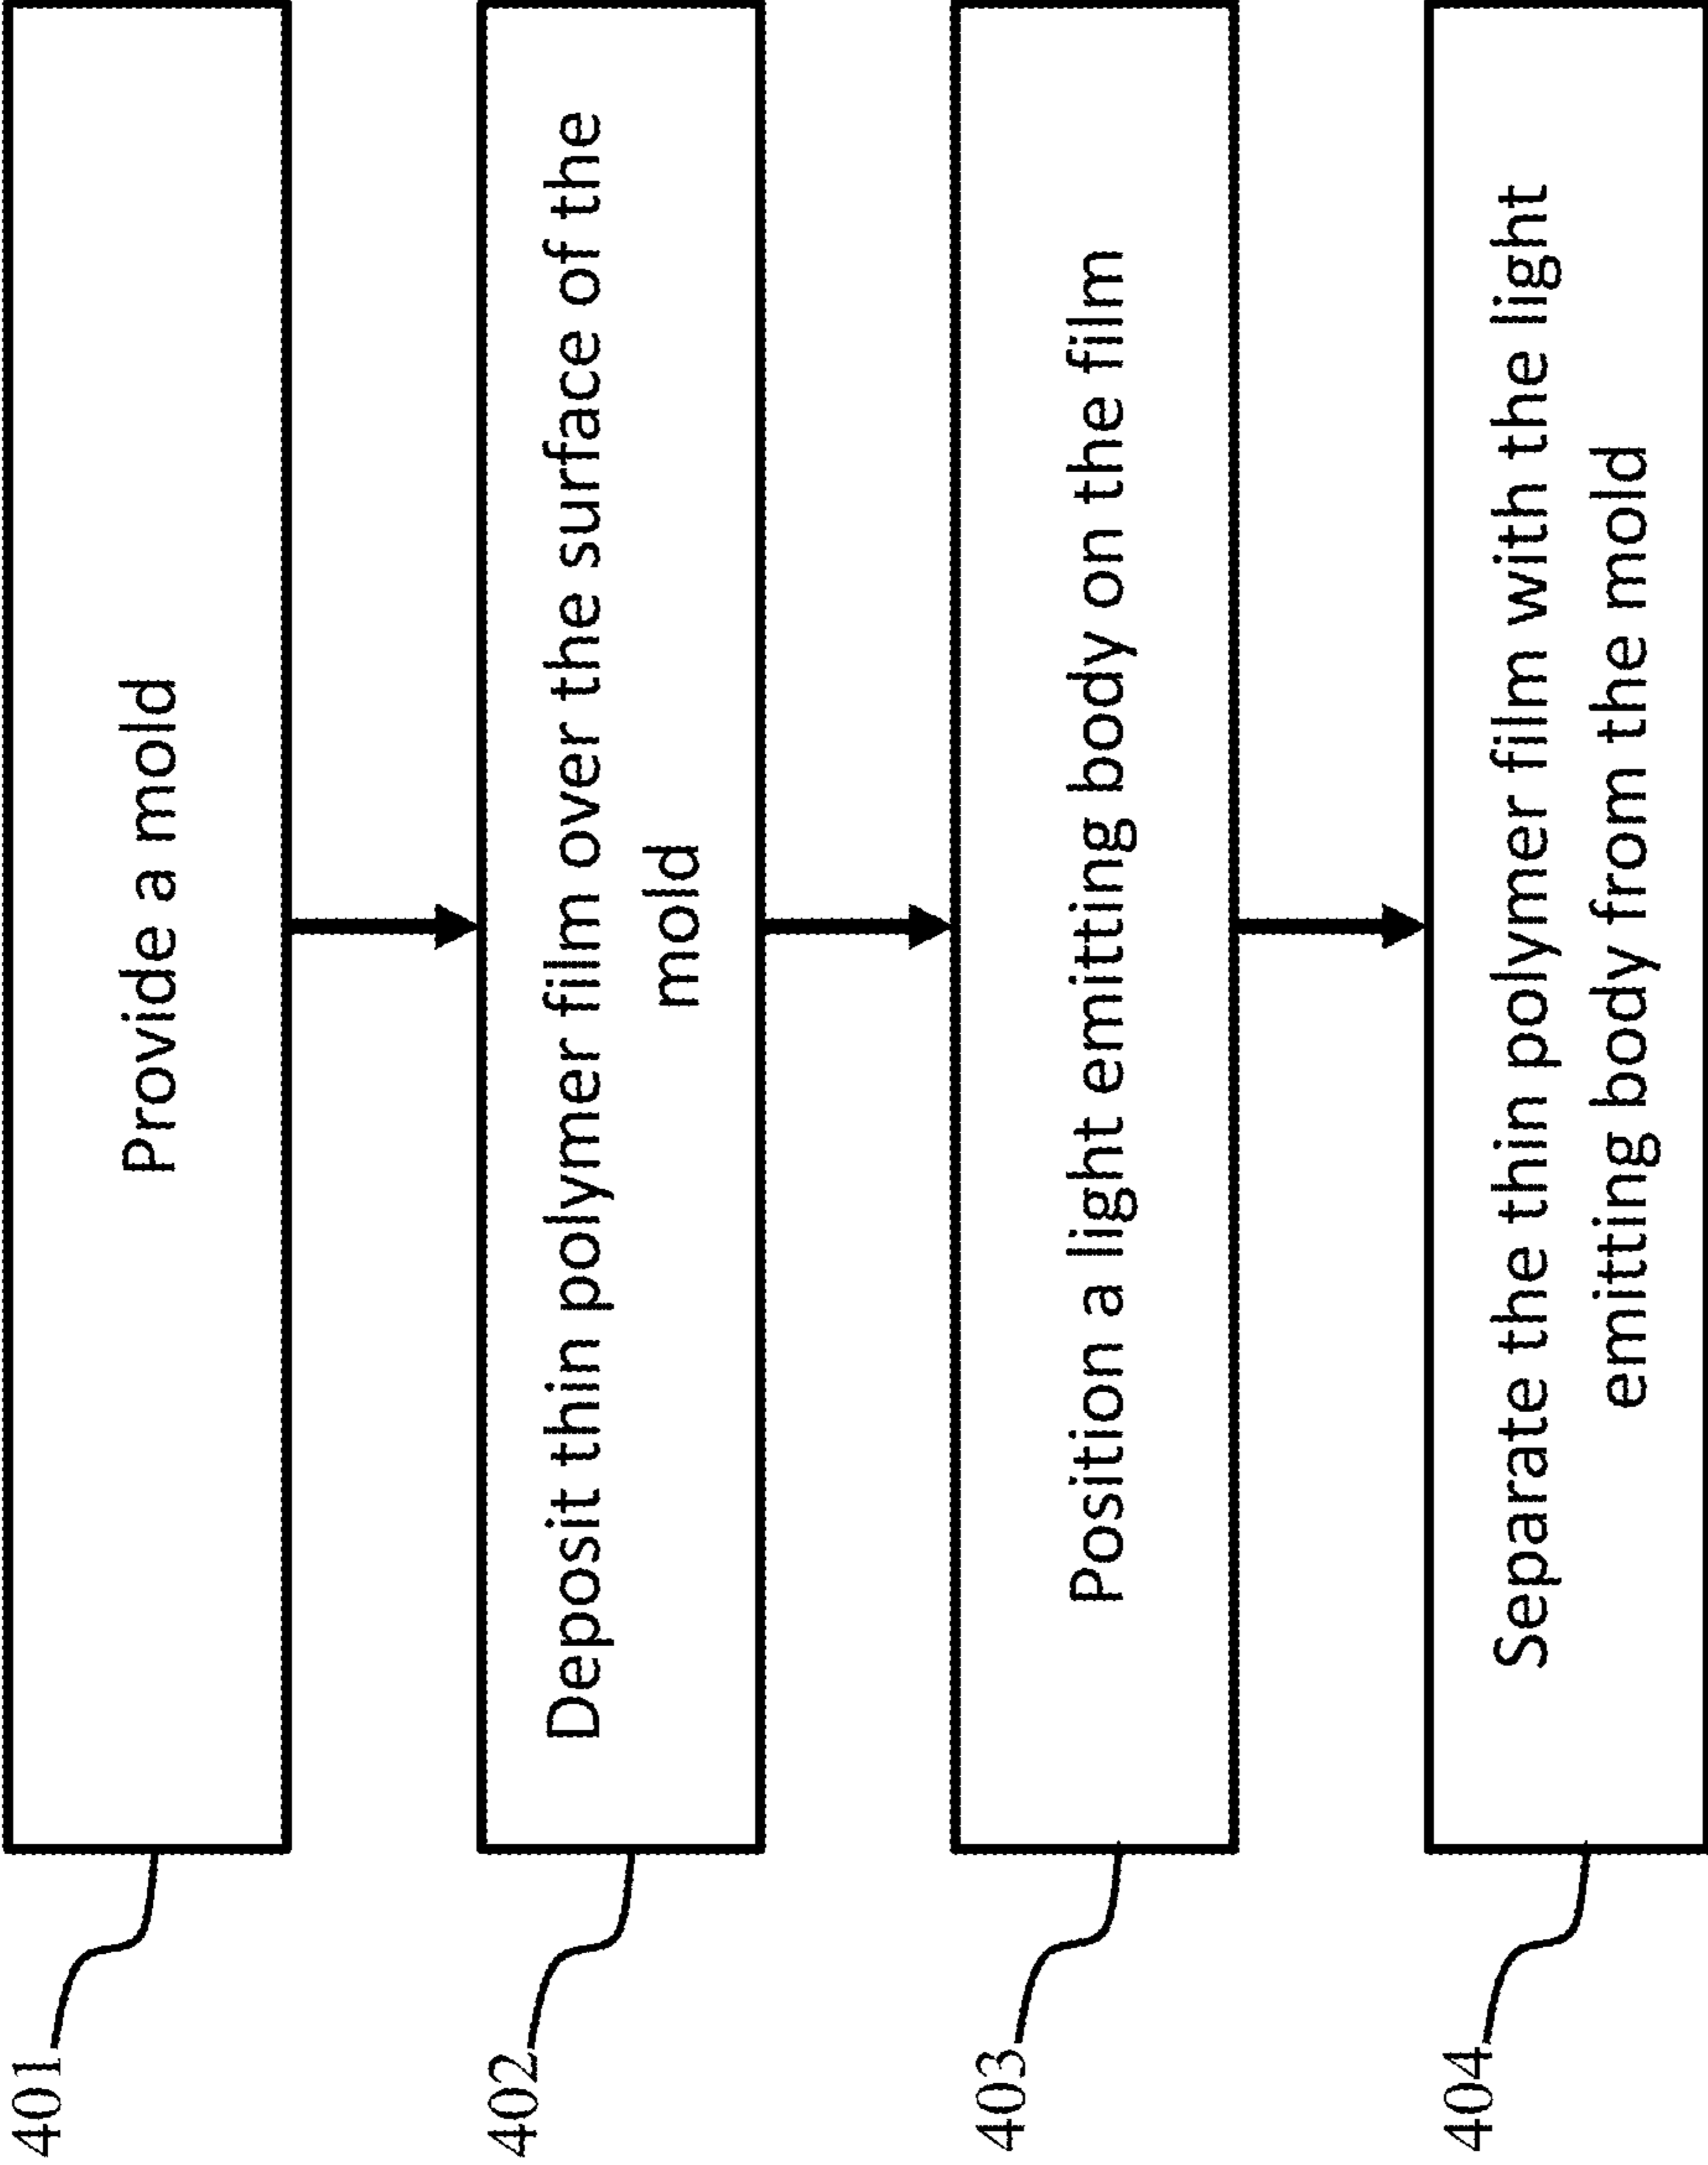 401
Provide a mold
402
Deposit thin polymer film over the surface of the
mold
403
Position a light emitting body on the film
404
Separate the thin polymer film with the light
emitting body from the mold